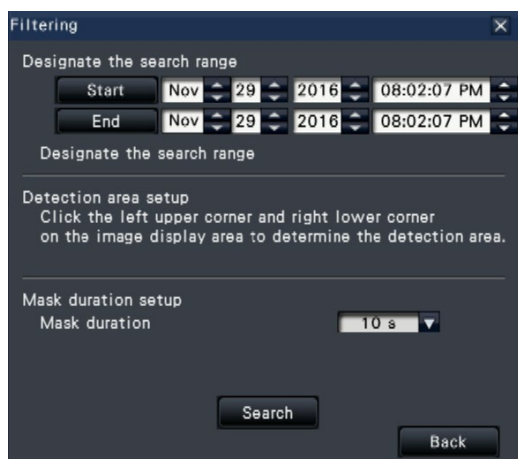 Filtering
Designate the search range
Start Nov 29 2016 08:02:07 PM
End Nov 29 2016 08:02:07 PM
Designate the search range
Detection area setup
Click the left upper corner and right lower corner
on the image display area to determine the detection area.
Mask duration setup
Mask duration 10 s
Search
Back